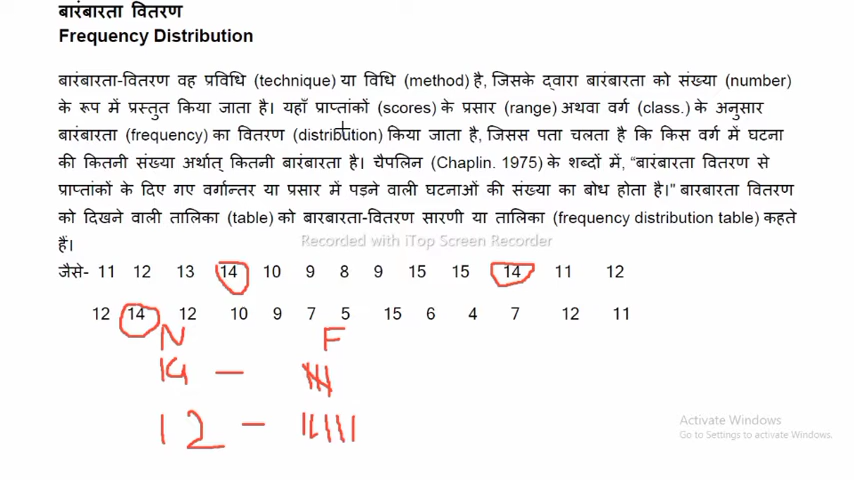 बारंबारता वितरण
Frequency Distribution
बारंबारता-वितरण वह प्रविधि (technique) या विधि (method) है, जिसके द्वारा बारंबारता को संख्या (number)
के रूप में प्रस्तुत किया जाता है। यहाँ प्राप्तांकों (scores) के प्रसार (range) अथवा वर्ग (class.) के अनुसार
बारंबारता (frequency) का वितरण (distribution) किया जाता है, जिसस पता चलता है कि किस वर्ग में घटना
की कितनी संख्या अर्थात् कितनी बारंबारता है। चैपलिन (Chaplin. 1975) के शब्दों में, “बारंबारता वितरण से
प्राप्तांकों के दिए गए वर्गान्तर या प्रसार में पड़ने वाली घटनाओं की संख्या का बोध होता है।" बारबारता वितरण
को दिखने वाली तालिका (table) को बारबारता-वितरण सारणी या तालिका (frequency distribution table) कहते
हैं।
Recorded with iTop Screen Recorder
जैसे- 11 12 13 14 10 9 8 9 15 15 14 11 12
12 14 12 10 9 7 5 15 6 4 7 12 11
N F
14 –
12 –
Activate Windows
Go to Settings to activate Windows.